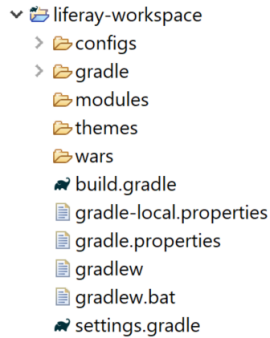 liferay-workspace
configs
gradle
modules
themes
wars
build.gradle
gradle-local.properties
gradle.properties
gradlew
gradlew.bat
settings.gradle